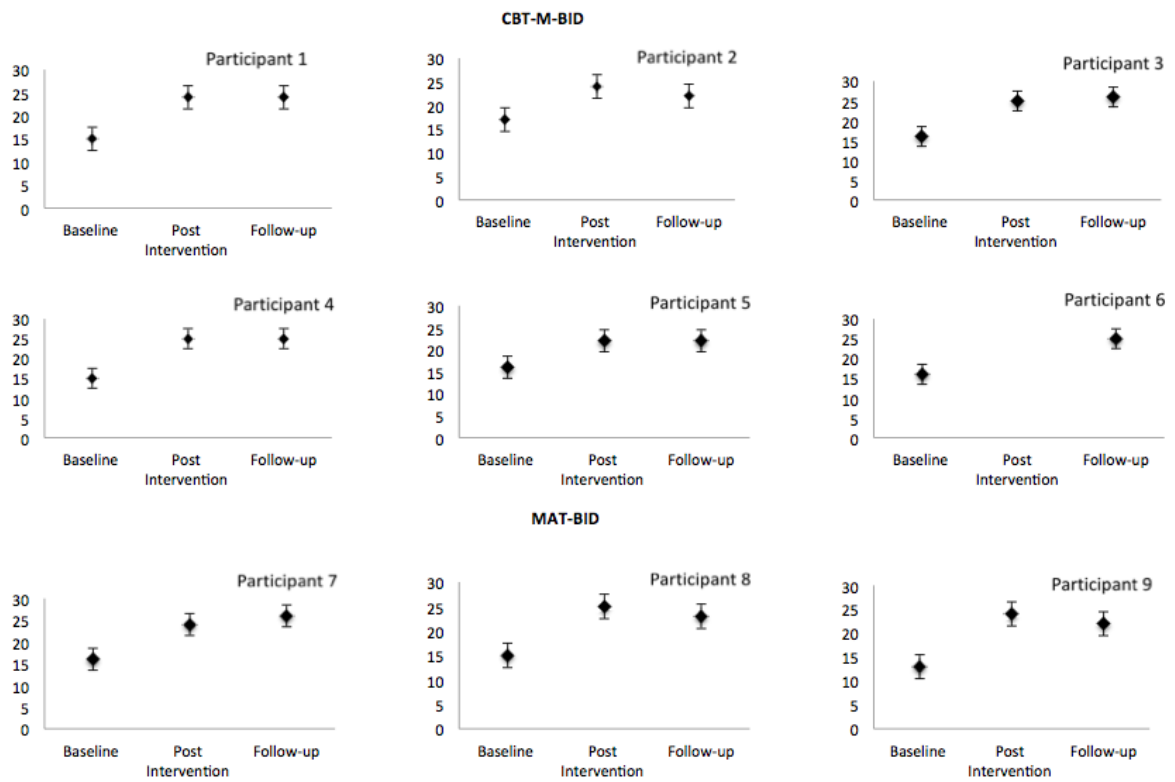 CBT-M-BID
Participant 1
30
25
20
15
10
5
0
Baseline
Post
Intervention
Follow-up
Participant 2
30
25
20
15
10
5
0
Baseline
Post
Intervention
Follow-up
Participant 3
30
25
20
15
10
5
0
Baseline
Post
Intervention
Follow-up
Participant 4
30
25
20
15
10
5
0
Baseline
Post
Intervention
Follow-up
Participant 5
30
25
20
15
10
5
0
Baseline
Post
Intervention
Follow-up
Participant 6
30
25
20
15
10
5
0
Baseline
Post
Intervention
Follow-up
MAT-BID
Participant 7
30
25
20
15
10
5
0
Baseline
Post
Intervention
Follow-up
Participant 8
30
25
20
15
10
5
0
Baseline
Post
Intervention
Follow-up
Participant 9
30
25
20
15
10
5
0
Baseline
Post
Intervention
Follow-up